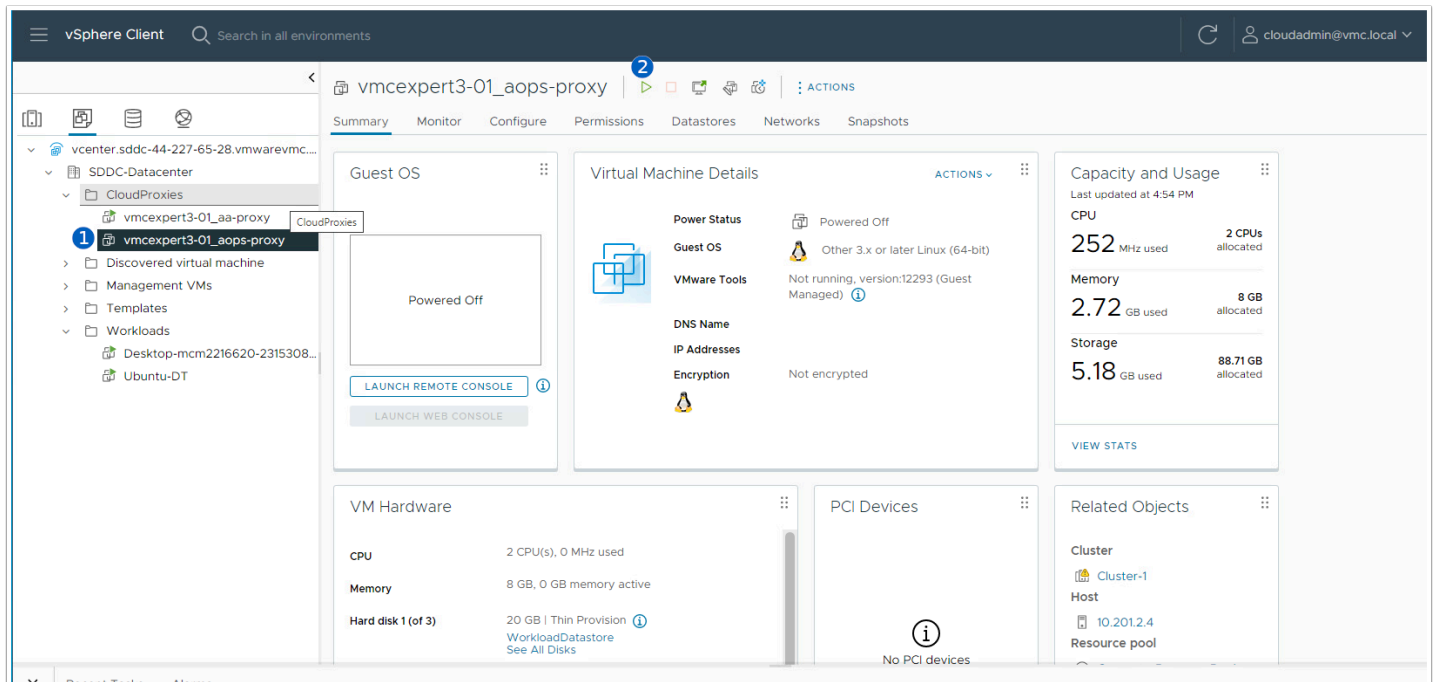 vSphere Client
Search in all environments
cloudadmin@vmc.local
2
vmcexpert3-01_aops-proxy
ACTIONS
Summary Monitor Configure Permissions Datastores Networks Snapshots
vcenter.sddc-44-227-65-28.vmwarevmc....
SDDC-Datacenter
CloudProxies
vmcexpert3-01_aa-proxy
CloudProxies
1
vmcexpert3-01_aops-proxy
Discovered virtual machine
Management VMs
Templates
Workloads
Desktop-mcm2216620-2315308...
Ubuntu-DT
Guest OS
Powered Off
LAUNCH REMOTE CONSOLE
LAUNCH WEB CONSOLE
Virtual Machine Details
ACTIONS
Power Status Powered Off
Guest OS Other 3.x or later Linux (64-bit)
VMware Tools Not running, version:12293 (Guest
Managed)
DNS Name
IP Addresses
Encryption Not encrypted
Capacity and Usage
Last updated at 4:54 PM
CPU
252 MHz used 2 CPUs
allocated
Memory
2.72 GB used 8 GB
allocated
Storage
5.18 GB used 88.71 GB
allocated
VIEW STATS
VM Hardware
CPU 2 CPU(s), 0 MHz used
Memory 8 GB, 0 GB memory active
Hard disk 1 (of 3) 20 GB | Thin Provision
WorkloadDatastore
See All Disks
PCI Devices
No PCI devices
Related Objects
Cluster
Cluster-1
Host
10.201.2.4
Resource pool